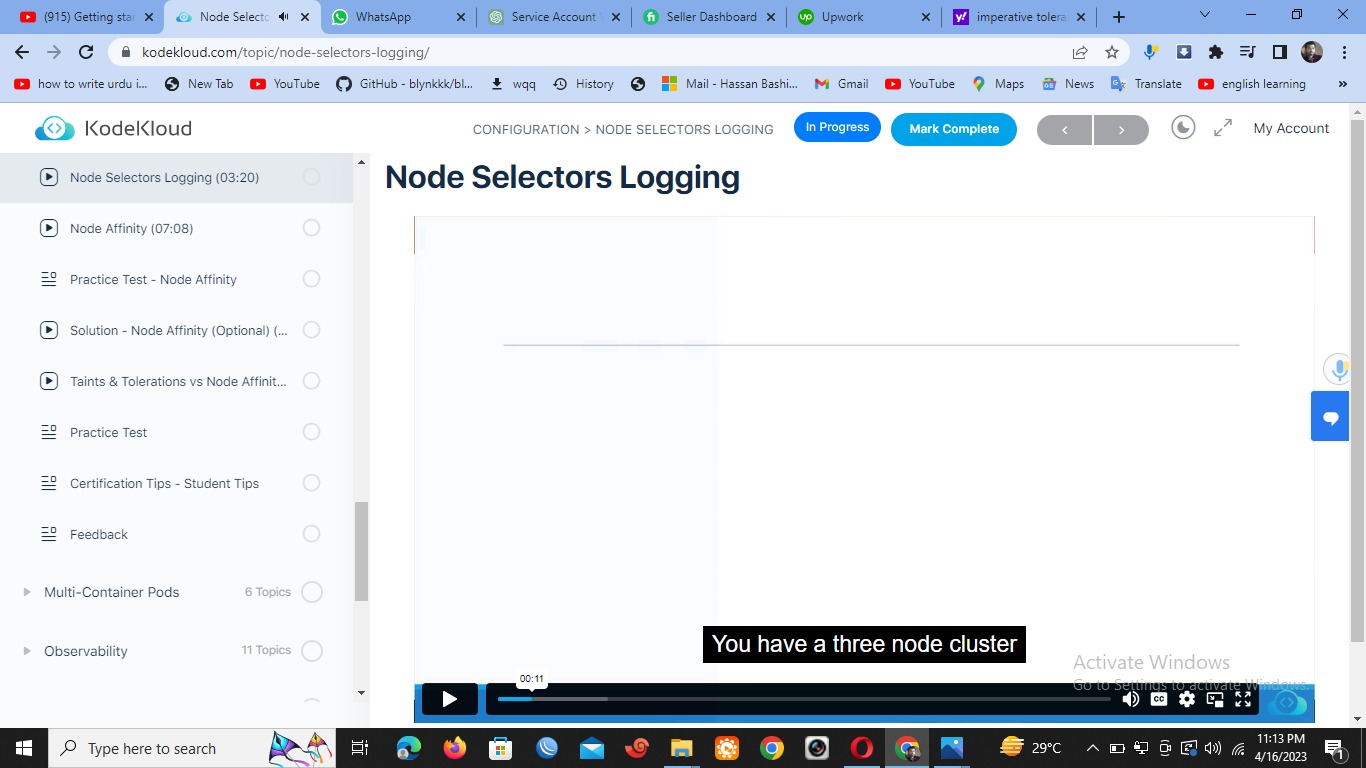 (915) Getting star
Node Selecto
WhatsApp
Service Account
Seller Dashboard
Upwork
imperative tolera
kodekloud.com/topic/node-selectors-logging/
how to write urdu i...
New Tab
YouTube
GitHub - blynkkk/bl...
wqq
History
Mail - Hassan Bashi...
Gmail
YouTube
Maps
News
Translate
english learning
»
KodeKloud
CONFIGURATION > NODE SELECTORS LOGGING
In Progress
Mark Complete
My Account
Node Selectors Logging (03:20)
Node Affinity (07:08)
Practice Test - Node Affinity
Solution - Node Affinity (Optional) (...
Taints & Tolerations vs Node Affinit...
Practice Test
Certification Tips - Student Tips
Feedback
Multi-Container Pods
6 Topics
Observability
11 Topics
Node Selectors Logging
You have a three node cluster
00:11
CC
Activate Windows
Go to Settings to activate Windows.
Type here to search
29°C
11:13 PM
4/16/2023
1